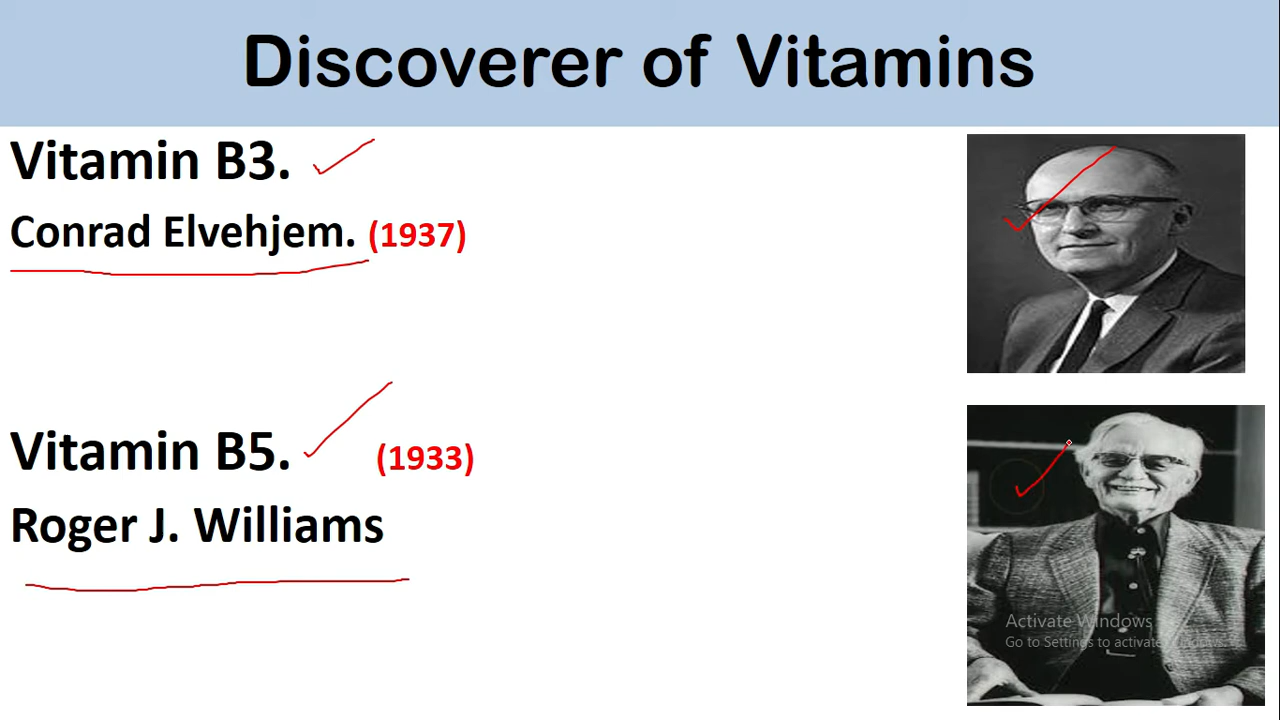 Discoverer of Vitamins
Vitamin B3.
Conrad Elvehjem. (1937)
Vitamin B5. (1933)
Roger J. Williams
Activate Windows
Go to Settings to activate Windows.